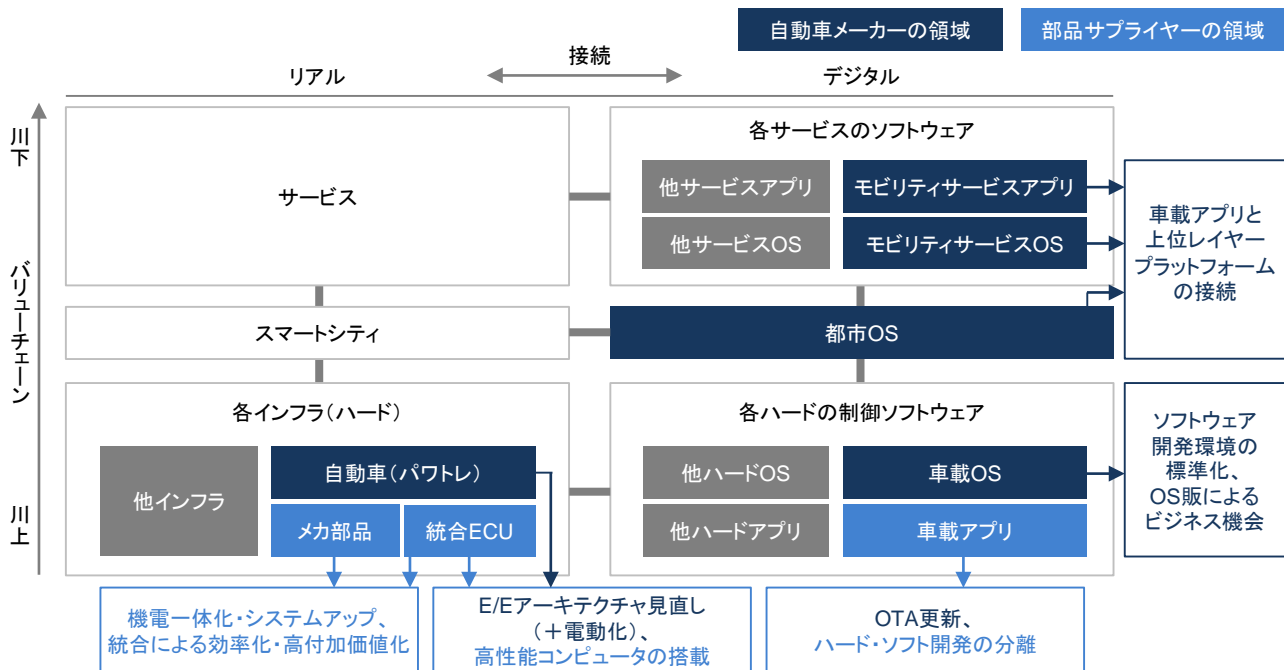 自動車メーカーの領域
部品サプライヤーの領域
接続
リアル
デジタル
川下
バリューチェーン
川上
サービス
各サービスのソフトウェア
他サービスアプリ
モビリティサービスアプリ
他サービスOS
モビリティサービスOS
車載アプリと
上位レイヤー
プラットフォーム
の接続
スマートシティ
都市OS
各インフラ（ハード）
他インフラ
自動車（パワトレ）
メカ部品
統合ECU
各ハードの制御ソフトウェア
他ハードOS
車載OS
他ハードアプリ
車載アプリ
ソフトウェア
開発環境の
標準化、
OS販による
ビジネス機会
機電一体化・システムアップ、
統合による効率化・高付加価値化
E/Eアーキテクチャ見直し
（＋電動化）、
高性能コンピュータの搭載
OTA更新、
ハード・ソフト開発の分離